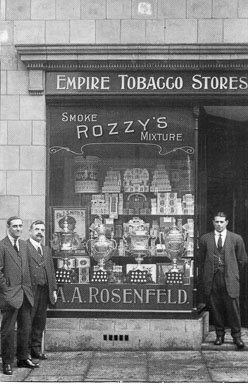 EMPIRE TOBACCO STORES
SMOKE
ROZZY'S
MIXTURE
A.A. ROSENFELD.